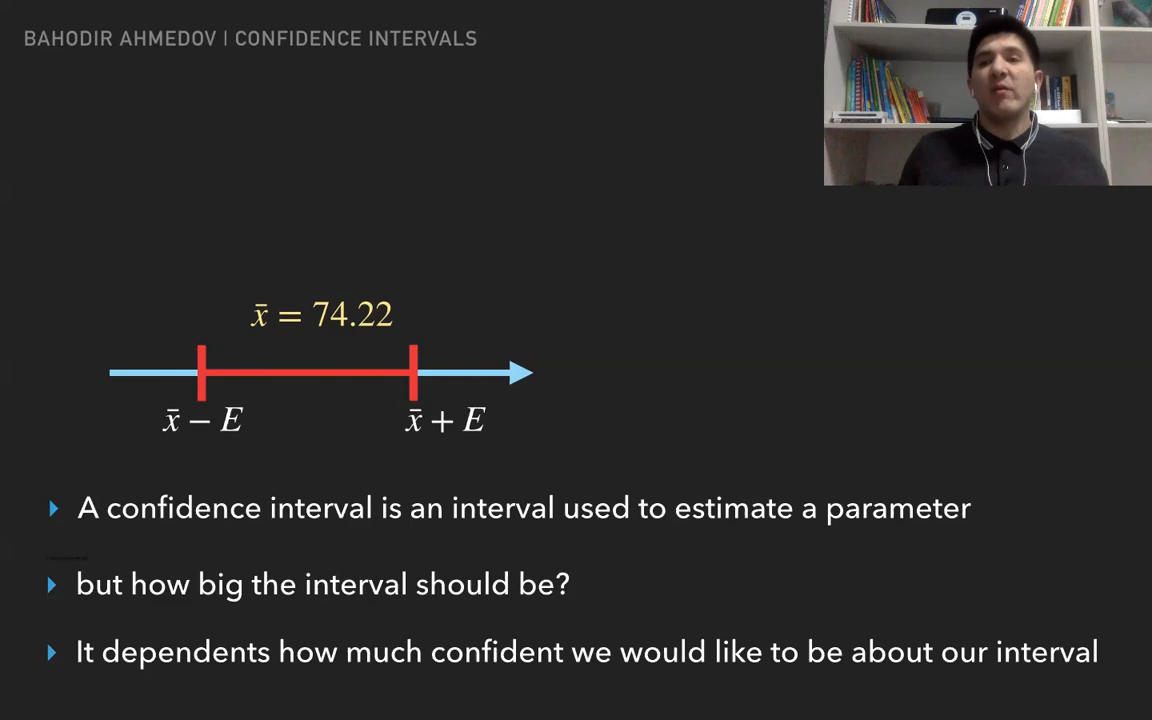 BAHODIR AHMEDOV | CONFIDENCE INTERVALS
x̄ = 74.22
x̄ − E
x̄ + E
A confidence interval is an interval used to estimate a parameter
but how big the interval should be?
It dependents how much confident we would like to be about our interval